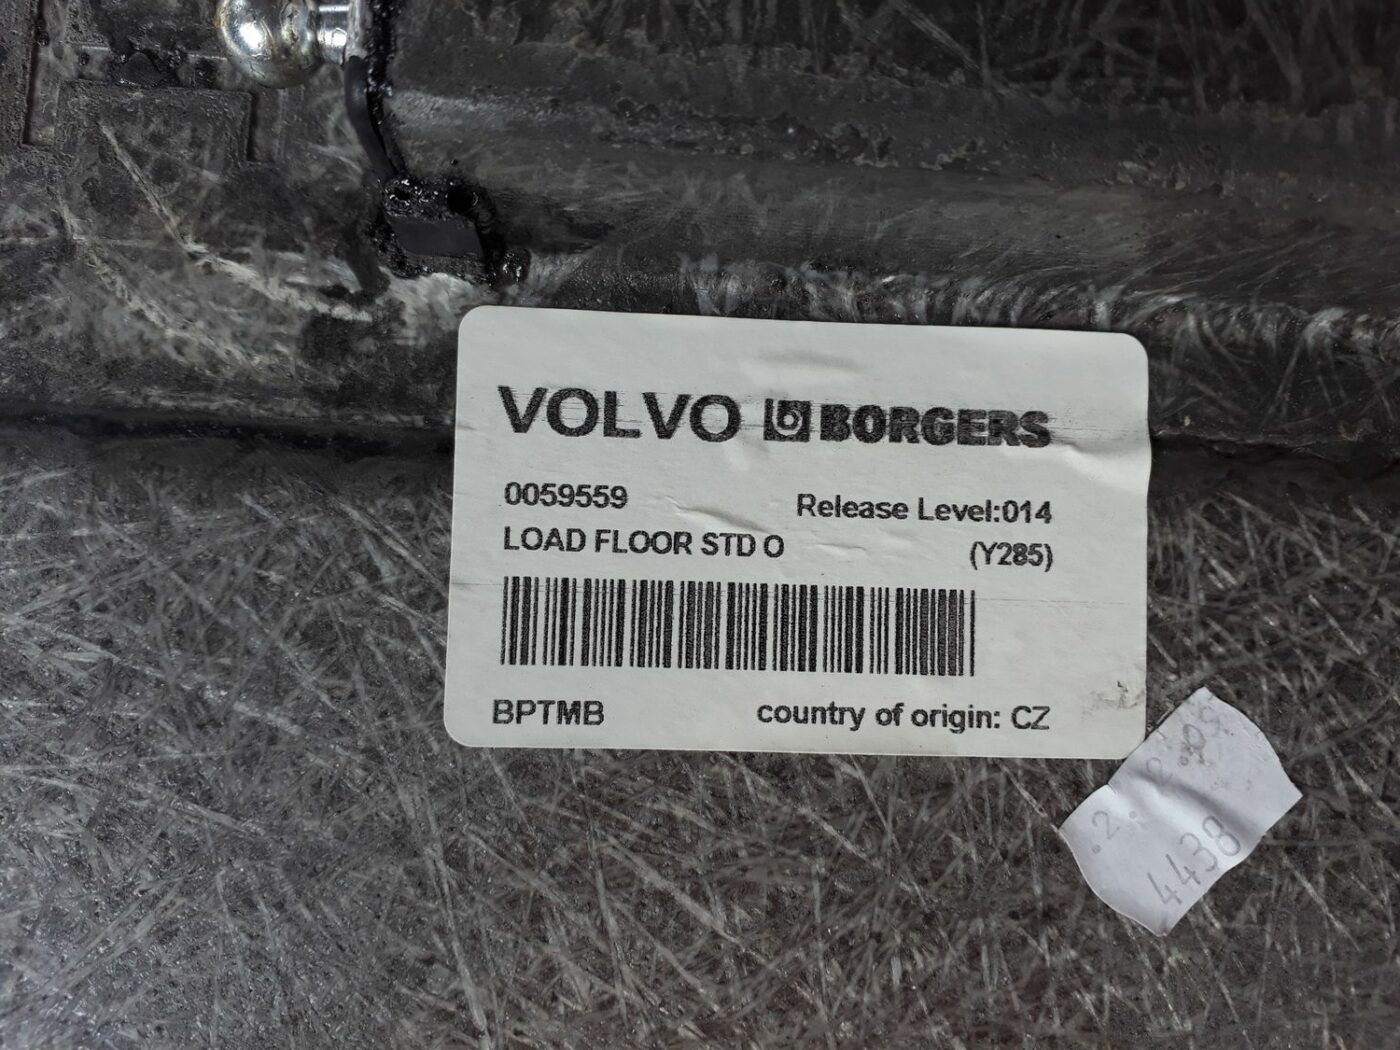 VOLVO BORGERS
0059559 Release Level:014
LOAD FLOOR STD O (Y285)
BPTMB country of origin: CZ
4438